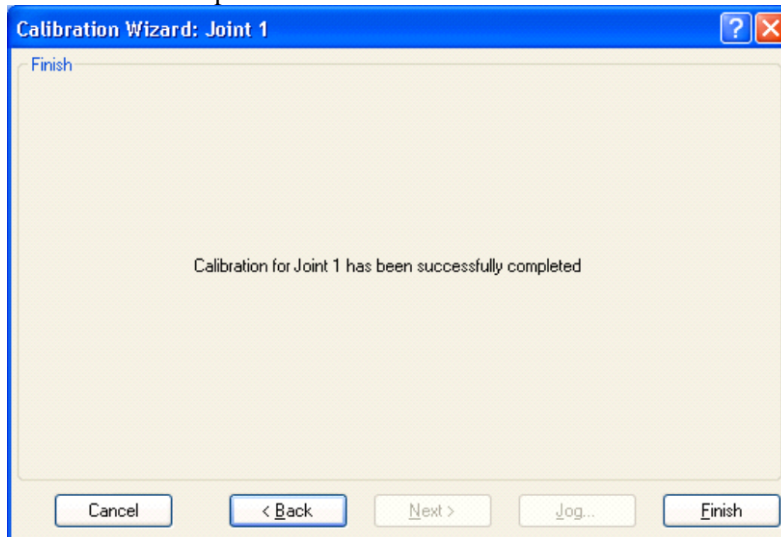 Calibration Wizard: Joint 1
Finish
Calibration for Joint 1 has been successfully completed
Cancel
< Back
Next >
Jog...
Finish